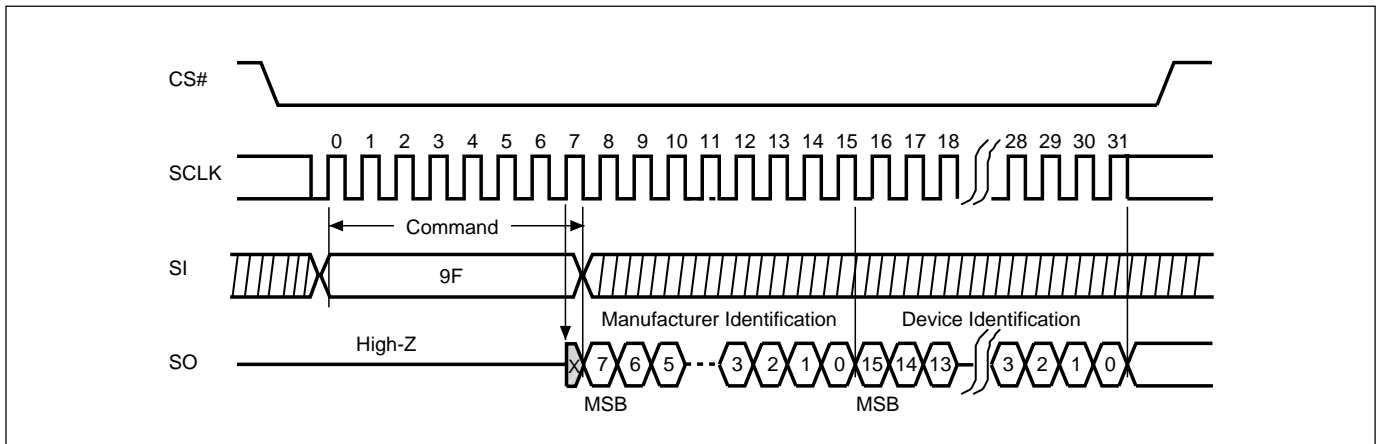 CS#
0 1 2 3 4 5 6 7 8 9 10 11 12 13 14 15 16 17 18 28 29 30 31
SCLK
Command
SI
9F
Manufacturer Identification Device Identification
High-Z
SO
X 7 6 5 3 2 1 0 15 14 13 3 2 1 0
MSB MSB